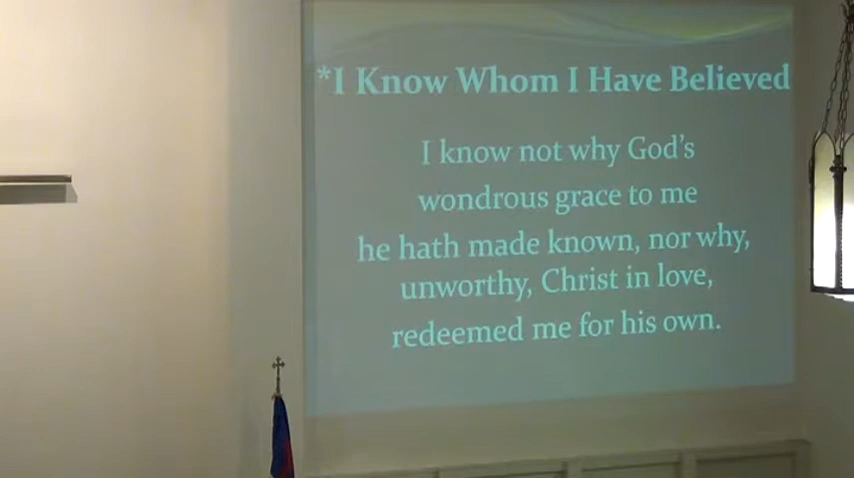 *I Know Whom I Have Believed
I know not why God's
wondrous grace to me
he hath made known, nor why,
unworthy, Christ in love,
redeemed me for his own.